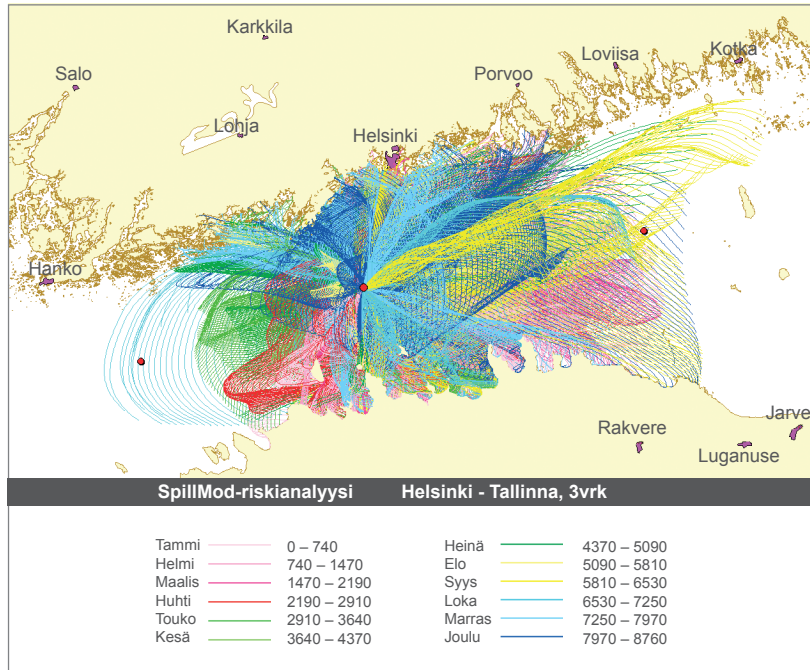 Karkkila
Kotka
Loviisa
Salo
Porvoo
Lohja
Helsinki
Hanko
Rakvere
Jarve
Luganuse
SpillMod-riskianalyysi Helsinki - Tallinna, 3vrk
Tammi 0 – 740
Helmi 740 – 1470
Maalis 1470 – 2190
Huhti 2190 – 2910
Touko 2910 – 3640
Kesä 3640 – 4370
Heinä 4370 – 5090
Elo 5090 – 5810
Syys 5810 – 6530
Loka 6530 – 7250
Marras 7250 – 7970
Joulu 7970 – 8760